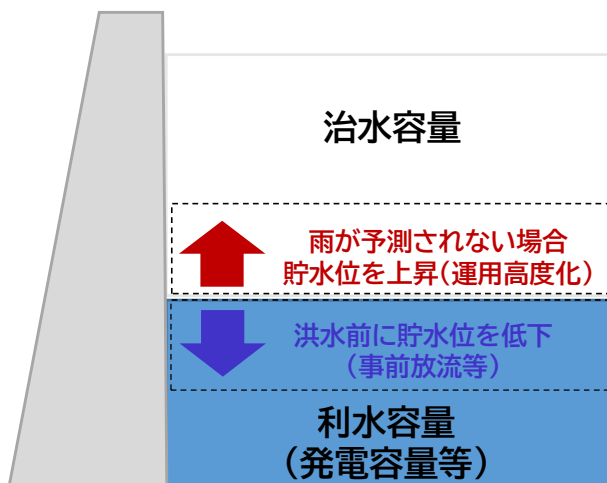 治水容量
雨が予測されない場合
貯水位を上昇（運用高度化）
洪水前に貯水位を低下
（事前放流等）
利水容量
（発電容量等）